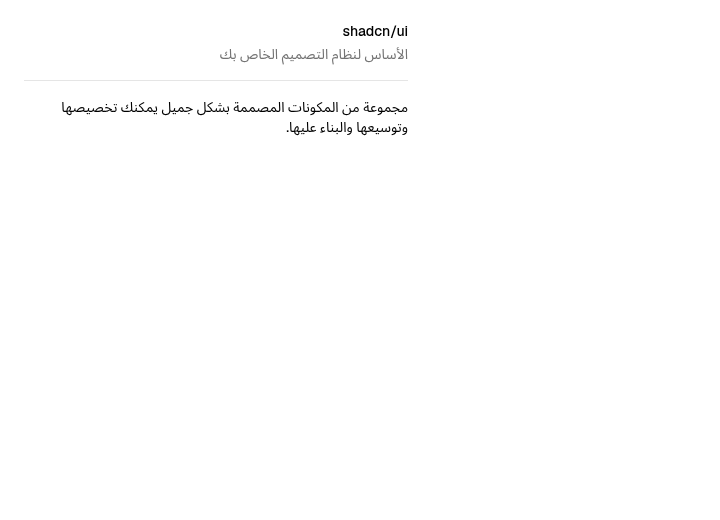 shadcn/ui
الأساس لنظام التصميم الخاص بك
مجموعة من المكونات المصممة بشكل جميل يمكنك تخصيصها
وتوسيعها والبناء عليها.